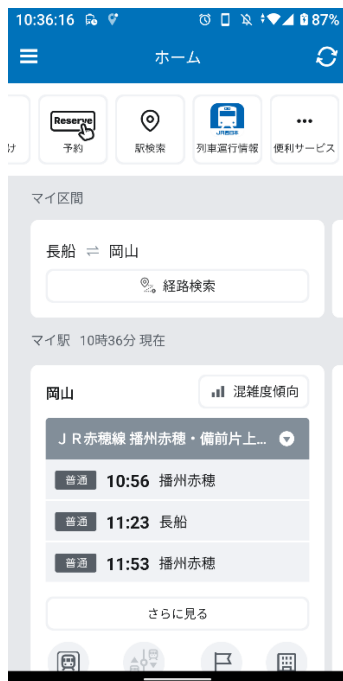 10:36:16 87%
ホーム
け
Reserve
予約
駅検索
JR西日本
列車運行情報
便利サービス
マイ区間
長船 ⇌ 岡山
経路検索
マイ駅 10時36分 現在
岡山
混雑度傾向
ＪＲ赤穂線 播州赤穂・備前片上...
普通 10:56 播州赤穂
普通 11:23 長船
普通 11:53 播州赤穂
さらに見る